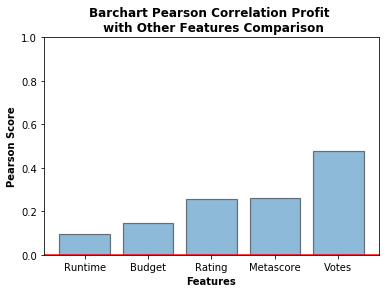 Barchart Pearson Correlation Profit
with Other Features Comparison
1.0
0.8
0.6
0.4
0.2
0.0
Pearson Score
Runtime Budget Rating Metascore Votes
Features